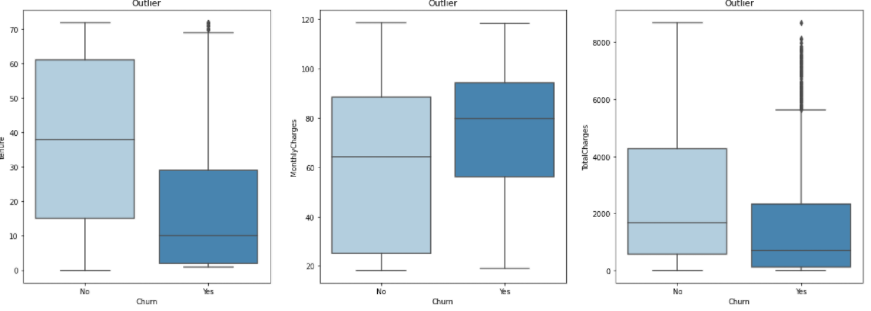 Outlier
70
60
50
40
30
20
10
0
Tenure
No
Yes
Churn
Outlier
120
100
80
60
40
20
MonthlyCharges
No
Yes
Churn
Outlier
8000
6000
4000
2000
0
TotalCharges
No
Yes
Churn